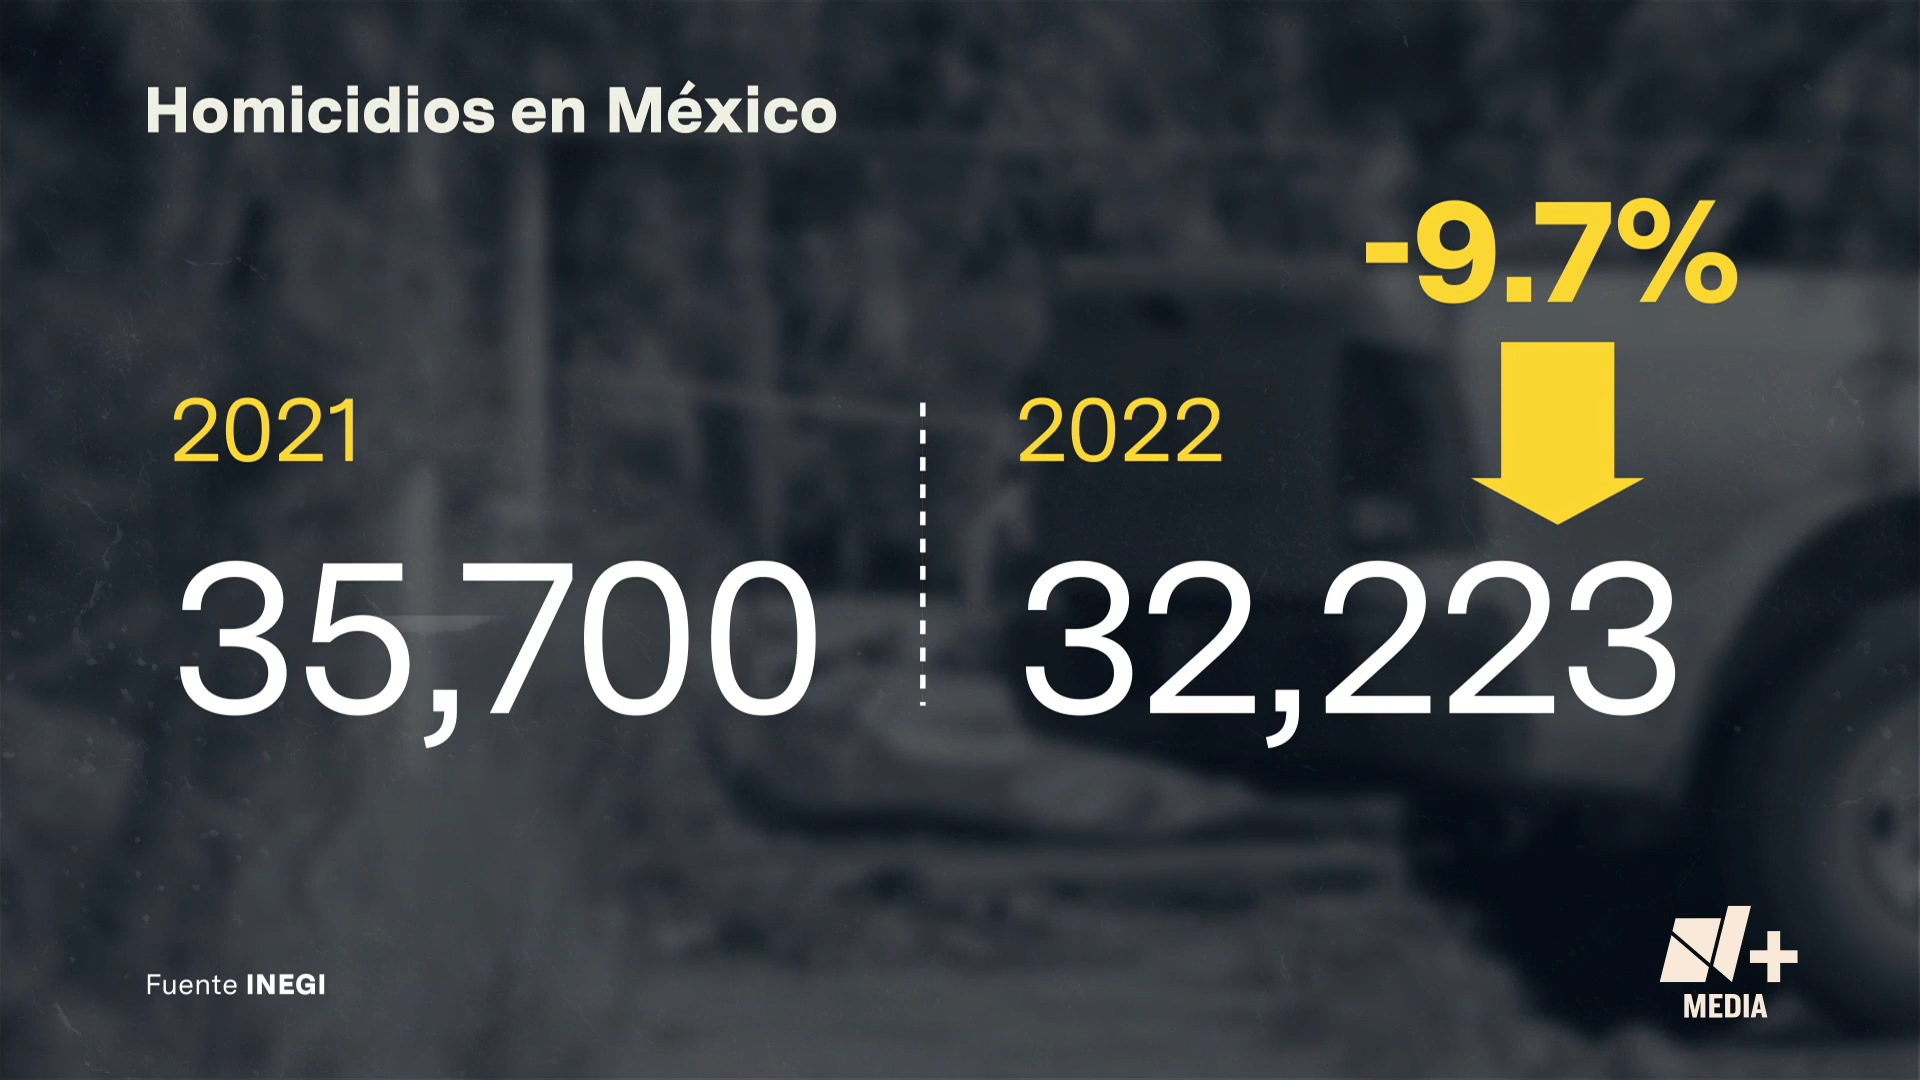 Homicidios en México
-9.7%
2021
2022
35,700
32,223
Fuente INEGI
N+
MEDIA